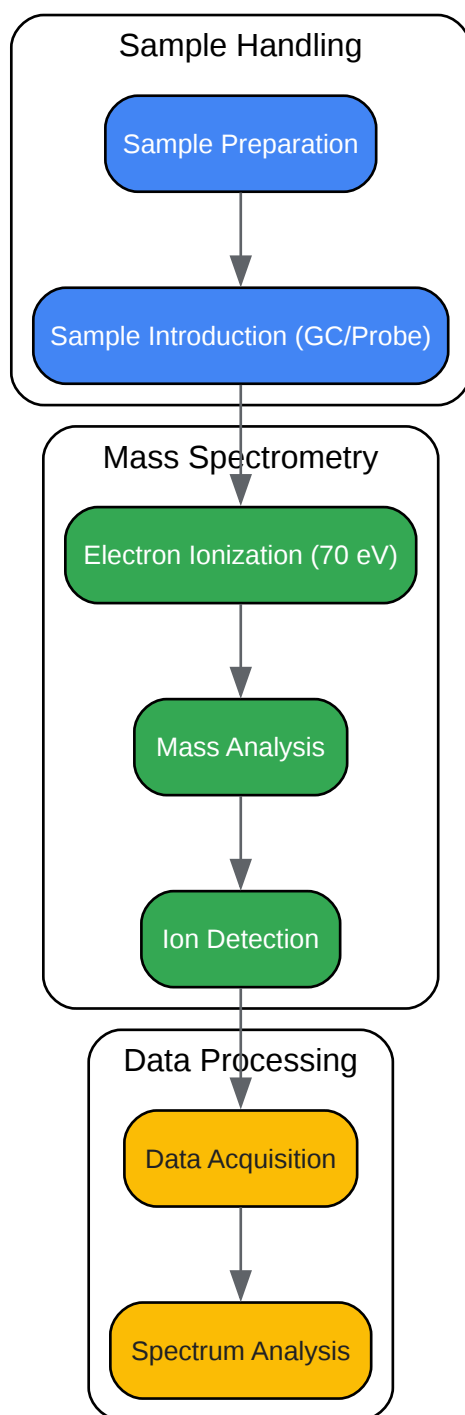 Sample Handling
Sample Preparation
Sample Introduction (GC/Probe)
Mass Spectrometry
Electron Ionization (70 eV)
Mass Analysis
Ion Detection
Data Processing
Data Acquisition
Spectrum Analysis